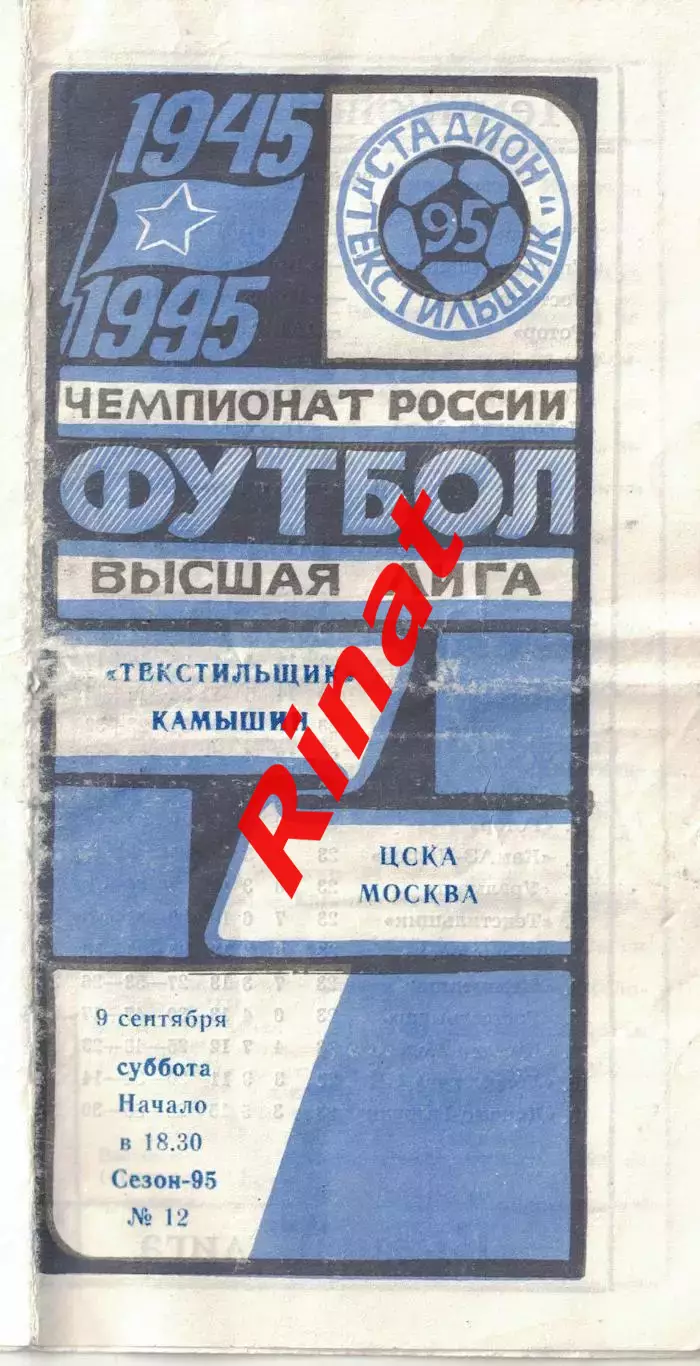 1945
1995
"СТАДИОН
ТЕКСТИЛЬЩИК"
95
ЧЕМПИОНАТ РОССИИ
ФУТБОЛ
ВЫСШАЯ ЛИГА
«ТЕКСТИЛЬЩИК»
КАМЫШИН
Rinat
ЦСКА
МОСКВА
9 сентября
суббота
Начало
в 18.30
Сезон-95
№ 12